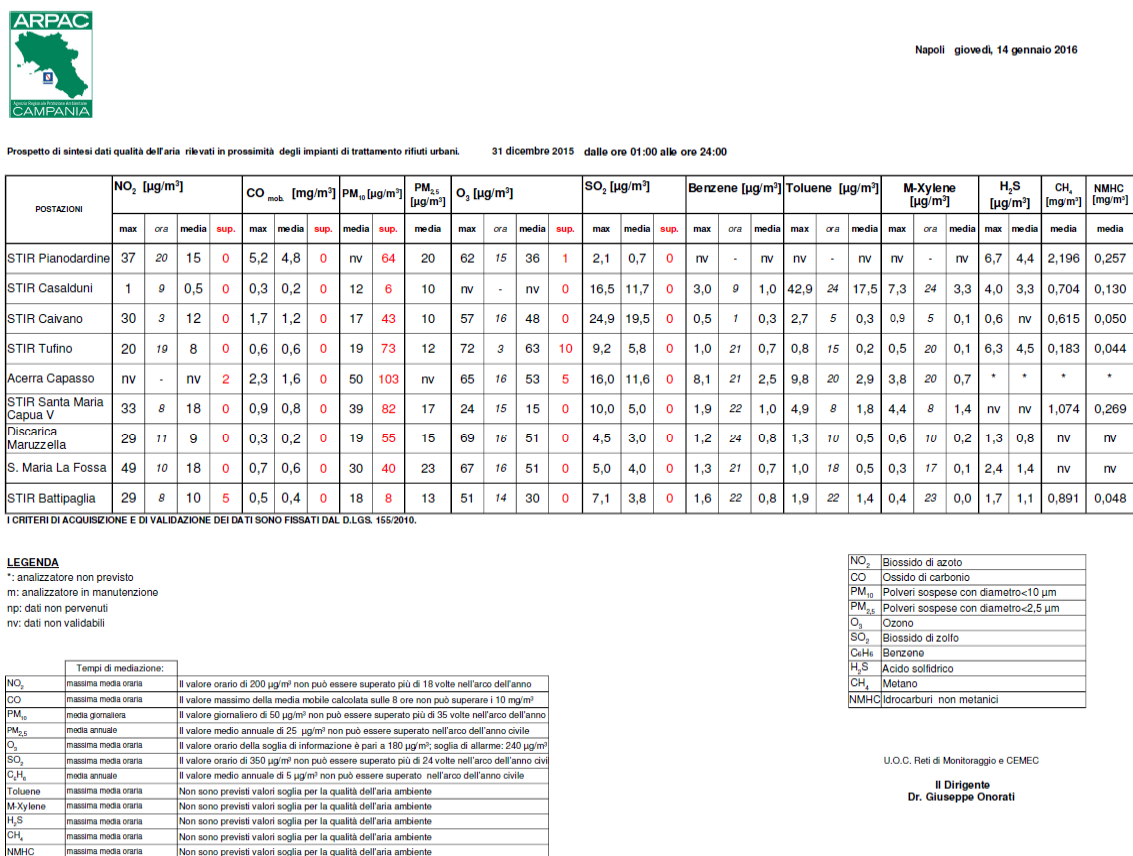 ARPAC
CAMPANIA
Napoli giovedì, 14 gennaio 2016
Prospetto di sintesi dati qualità dell'aria rilevati in prossimità degli impianti di trattamento rifiuti urbani. 31 dicembre 2015 dalle ore 01:00 alle ore 24:00
POSTAZIONI NO2 [µg/m³] CO mob. [mg/m³] PM10 [µg/m³] PM2,5 [µg/m³] O3 [µg/m³] SO2 [µg/m³] Benzene [µg/m³] Toluene [µg/m³] M-Xylene [µg/m³] H2S [µg/m³] CH4 [mg/m³] NMHC [mg/m³]
max ora media sup. max media sup. media sup. media max ora media sup. max media sup. max ora media max ora media max ora media max media media media
STIR Pianodardine 37 20 15 0 5,2 4,8 0 nv 64 20 62 15 36 1 2,1 0,7 0 nv - nv nv - nv nv - nv 6,7 4,4 2,196 0,257
STIR Casalduni 1 9 0,5 0 0,3 0,2 0 12 6 10 nv - nv 0 16,5 11,7 0 3,0 9 1,0 42,9 24 17,5 7,3 24 3,3 4,0 3,3 0,704 0,130
STIR Caivano 30 3 12 0 1,7 1,2 0 17 43 10 57 16 48 0 24,9 19,5 0 0,5 1 0,3 2,7 5 0,3 0,9 5 0,1 0,6 nv 0,615 0,050
STIR Tufino 20 19 8 0 0,6 0,6 0 19 73 12 72 3 63 10 9,2 5,8 0 1,0 21 0,7 0,8 15 0,2 0,5 20 0,1 6,3 4,5 0,183 0,044
Acerra Capasso nv - nv 2 2,3 1,6 0 50 103 nv 65 16 53 5 16,0 11,6 0 8,1 21 2,5 9,8 20 2,9 3,8 20 0,7 * * * *
STIR Santa Maria Capua V 33 8 18 0 0,9 0,8 0 39 82 17 24 15 15 0 10,0 5,0 0 1,9 22 1,0 4,9 8 1,8 4,4 8 1,4 nv nv 1,074 0,269
Discarica Maruzzella 29 11 9 0 0,3 0,2 0 19 55 15 69 16 51 0 4,5 3,0 0 1,2 24 0,8 1,3 10 0,5 0,6 10 0,2 1,3 0,8 nv nv
S. Maria La Fossa 49 10 18 0 0,7 0,6 0 30 40 23 67 16 51 0 5,0 4,0 0 1,3 21 0,7 1,0 18 0,5 0,3 17 0,1 2,4 1,4 nv nv
STIR Battipaglia 29 8 10 5 0,5 0,4 0 18 8 13 51 14 30 0 7,1 3,8 0 1,6 22 0,8 1,9 22 1,4 0,4 23 0,0 1,7 1,1 0,891 0,048
I CRITERI DI ACQUISIZIONE E DI VALIDAZIONE DEI DATI SONO FISSATI DAL D.LGS. 155/2010.
LEGENDA
*: analizzatore non previsto
m: analizzatore in manutenzione
np: dati non pervenuti
nv: dati non validabili
NO2 Biossido di azoto
CO Ossido di carbonio
PM10 Polveri sospese con diametro<10 µm
PM2,5 Polveri sospese con diametro<2,5 µm
O3 Ozono
SO2 Biossido di zolfo
C6H6 Benzene
H2S Acido solfidrico
CH4 Metano
NMHC Idrocarburi non metanici
Tempi di mediazione:
NO2 massima media oraria Il valore orario di 200 µg/m³ non può essere superato più di 18 volte nell'arco dell'anno
CO massima media oraria Il valore massimo della media mobile calcolata sulle 8 ore non può superare i 10 mg/m³
PM10 media giornaliera Il valore giornaliero di 50 µg/m³ non può essere superato più di 35 volte nell'arco dell'anno
PM2,5 media annuale Il valore medio annuale di 25 µg/m³ non può essere superato nell'arco dell'anno civile
O3 massima media oraria Il valore orario della soglia di informazione è pari a 180 µg/m³; soglia di allarme: 240 µg/m³
SO2 massima media oraria Il valore orario di 350 µg/m³ non può essere superato più di 24 volte nell'arco dell'anno civil
C6H6 media annuale Il valore medio annuale di 5 µg/m³ non può essere superato nell'arco dell'anno civile
Toluene massima media oraria Non sono previsti valori soglia per la qualità dell'aria ambiente
M-Xylene massima media oraria Non sono previsti valori soglia per la qualità dell'aria ambiente
H2S massima media oraria Non sono previsti valori soglia per la qualità dell'aria ambiente
CH4 massima media oraria Non sono previsti valori soglia per la qualità dell'aria ambiente
NMHC massima media oraria Non sono previsti valori soglia per la qualità dell'aria ambiente
U.O.C. Reti di Monitoraggio e CEMEC
Il Dirigente
Dr. Giuseppe Onorati